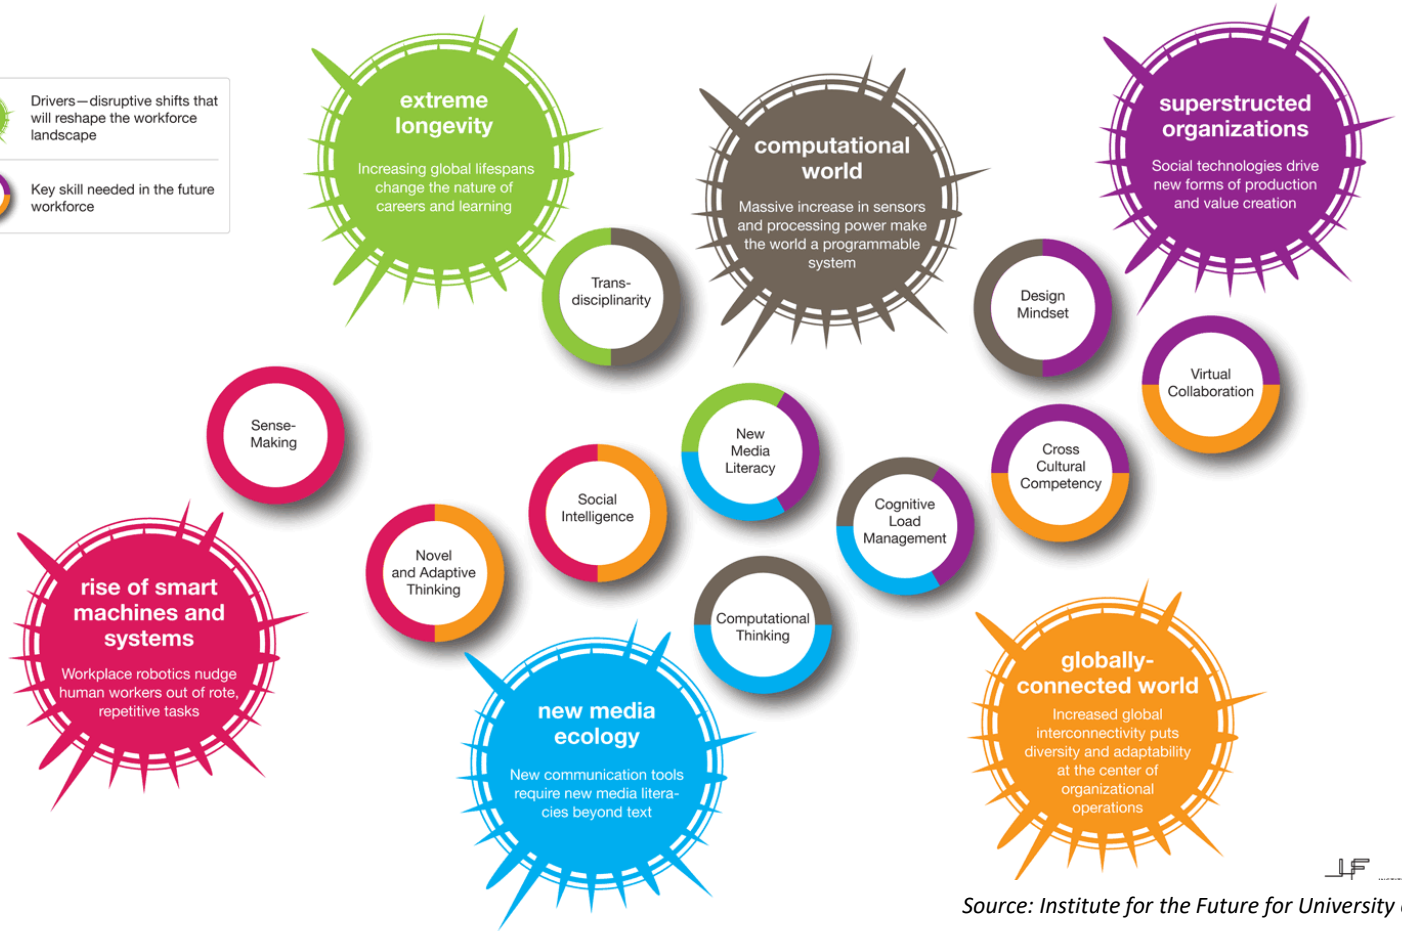 Drivers—disruptive shifts that
will reshape the workforce
landscape
Key skill needed in the future
workforce
extreme
longevity
Increasing global lifespans
change the nature of
careers and learning
computational
world
Massive increase in sensors
and processing power make
the world a programmable
system
superstructed
organizations
Social technologies drive
new forms of production
and value creation
Trans-
disciplinarity
Design
Mindset
Virtual
Collaboration
Sense-
Making
New
Media
Literacy
Cross
Cultural
Competency
Social
Intelligence
Cognitive
Load
Management
Novel
and Adaptive
Thinking
Computational
Thinking
rise of smart
machines and
systems
Workplace robotics nudge
human workers out of rote,
repetitive tasks
new media
ecology
New communication tools
require new media litera-
cies beyond text
globally-
connected world
Increased global
interconnectivity puts
diversity and adaptability
at the center of
organizational
operations
Source: Institute for the Future for University